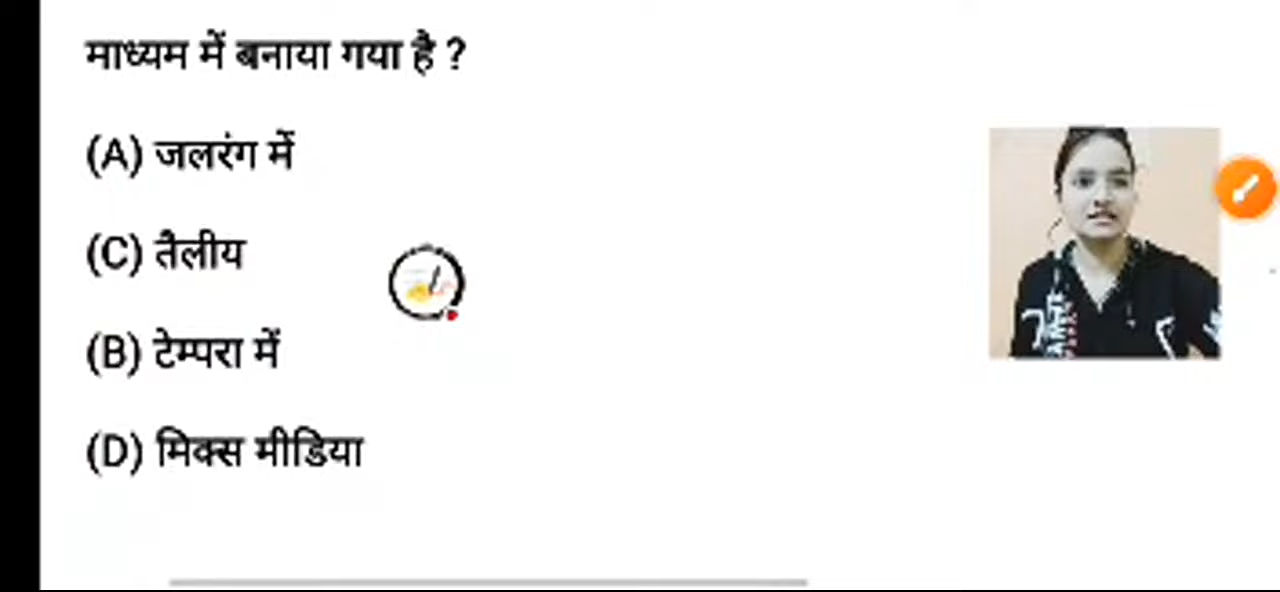 माध्यम में बनाया गया है ?
(A) जलरंग में
(C) तैलीय
(B) टेम्परा में
(D) मिक्स मीडिया